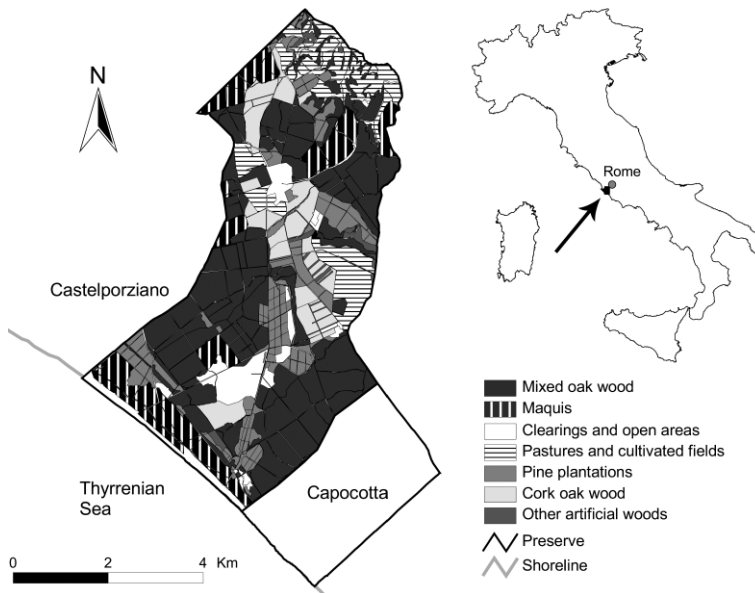 N
Rome
Castelporziano
Thyrrenian
Sea
Capocotta
0 2 4 Km
Mixed oak wood
Maquis
Clearings and open areas
Pastures and cultivated fields
Pine plantations
Cork oak wood
Other artificial woods
Preserve
Shoreline